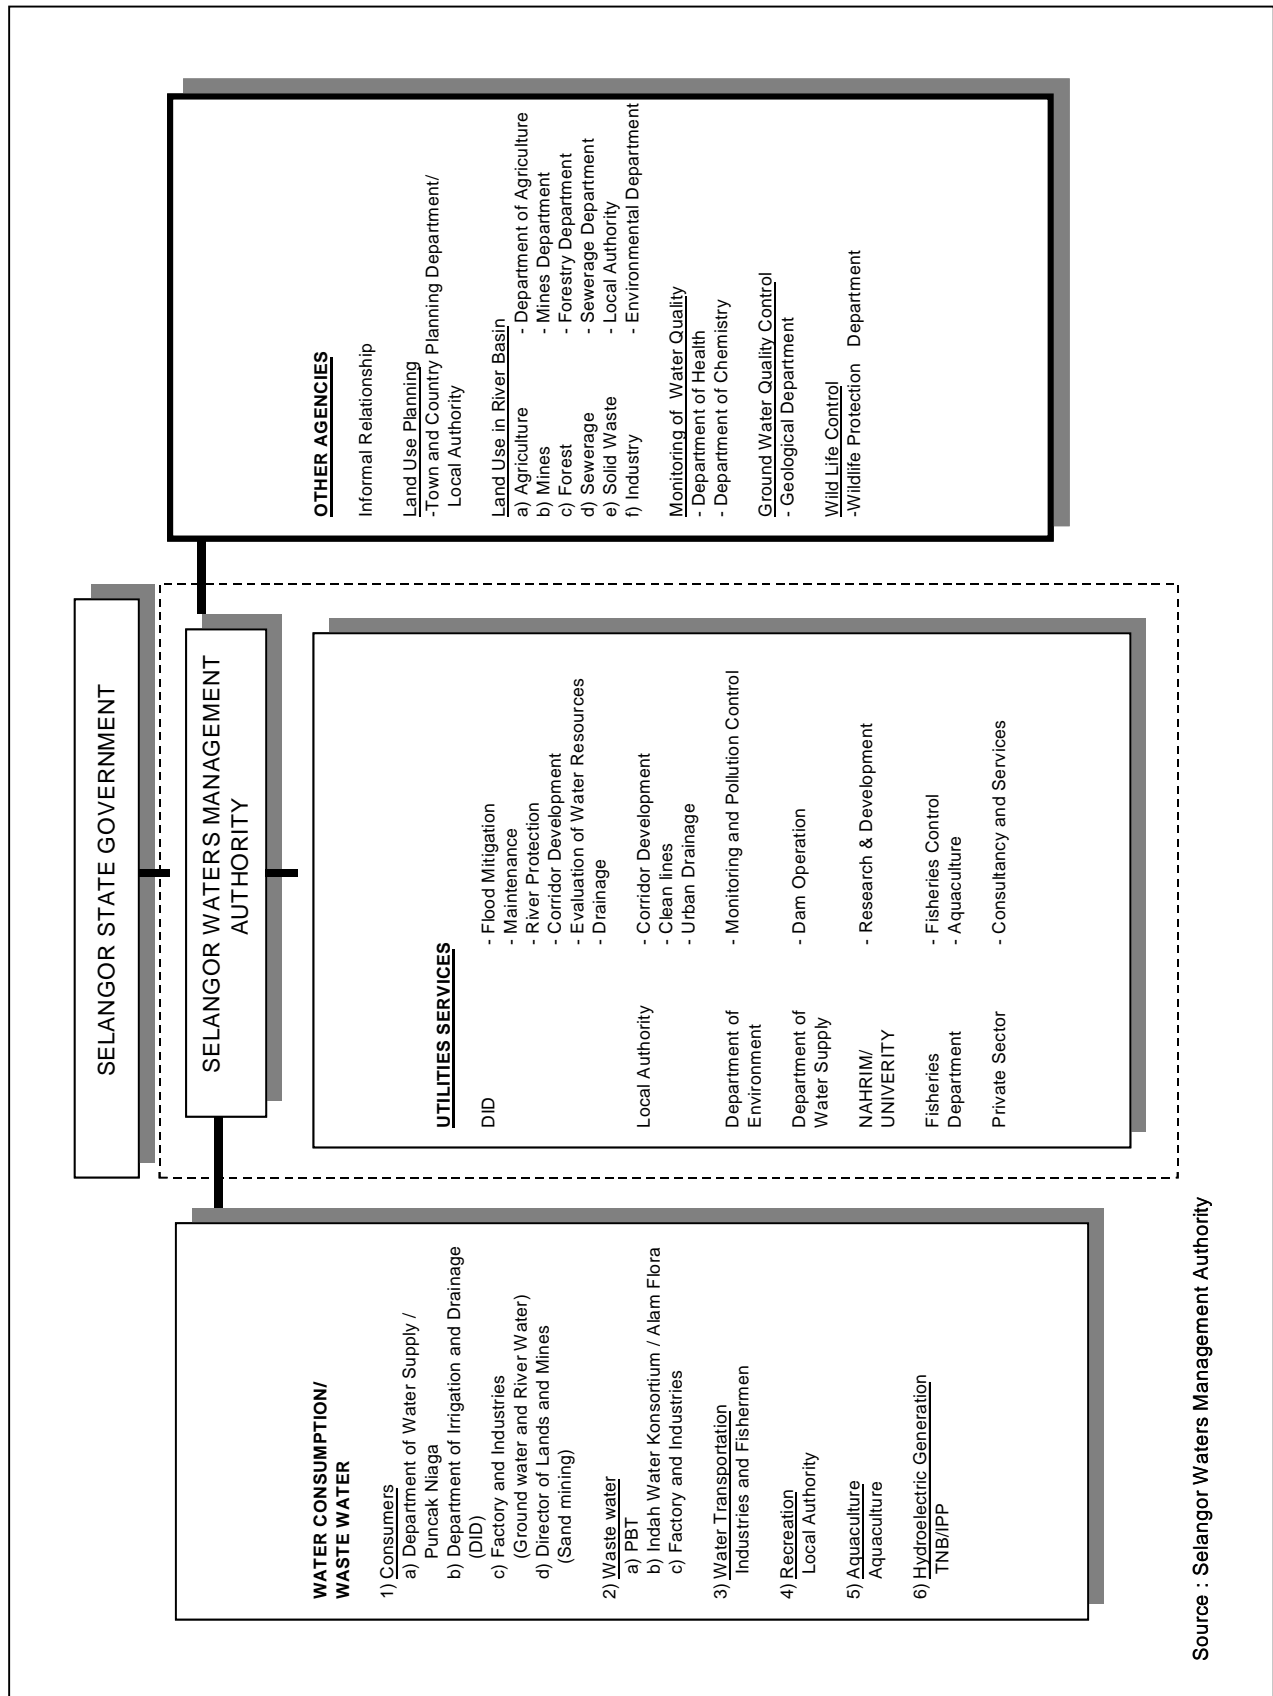 SELANGOR STATE GOVERNMENT
SELANGOR WATERS MANAGEMENT
AUTHORITY
WATER CONSUMPTION/
WASTE WATER
1) Consumers
a) Department of Water Supply /
Puncak Niaga
b) Department of Irrigation and Drainage
(DID)
c) Factory and Industries
(Ground water and River Water)
d) Director of Lands and Mines
(Sand mining)
2) Waste water
a) PBT
b) Indah Water Konsortium / Alam Flora
c) Factory and Industries
3) Water Transportation
Industries and Fishermen
4) Recreation
Local Authority
5) Aquaculture
Aquaculture
6) Hydroelectric Generation
TNB/IPP
UTILITIES SERVICES
DID - Flood Mitigation
- Maintenance
- River Protection
- Corridor Development
- Evaluation of Water Resources
- Drainage
Local Authority - Corridor Development
- Clean lines
- Urban Drainage
Department of - Monitoring and Pollution Control
Environment
Department of - Dam Operation
Water Supply
NAHRIM/ - Research & Development
UNIVERITY
Fisheries - Fisheries Control
Department - Aquaculture
Private Sector - Consultancy and Services
OTHER AGENCIES
Informal Relationship
Land Use Planning
-Town and Country Planning Department/
Local Authority
Land Use in River Basin
a) Agriculture - Department of Agriculture
b) Mines - Mines Department
c) Forest - Forestry Department
d) Sewerage - Sewerage Department
e) Solid Waste - Local Authority
f) Industry - Environmental Department
Monitoring of Water Quality
- Department of Health
- Department of Chemistry
Ground Water Quality Control
- Geological Department
Wild Life Control
-Wildlife Protection Department
Source : Selangor Waters Management Authority